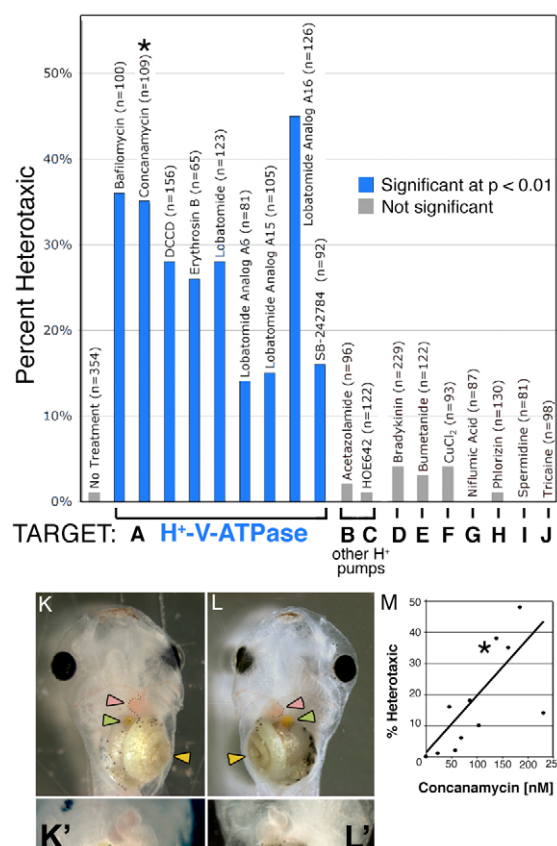 50%
40%
30%
20%
10%
0%
Percent Heterotaxic
No Treatment (n=354)
Bafilomycin (n=100)
Concanamycin (n=109)
*
DCCD (n=156)
Erythrosin B (n=65)
Lobatomide (n=123)
Lobatomide Analog A6 (n=81)
Lobatomide Analog A15 (n=105)
Lobatomide Analog A16 (n=126)
SB-242784 (n=92)
Acetazolamide (n=96)
HOE642 (n=122)
Bradykinin (n=229)
Bumetanide (n=122)
CuCl₂ (n=93)
Niflumic Acid (n=87)
Phlorizin (n=130)
Spermidine (n=81)
Tricaine (n=98)
Significant at p < 0.01
Not significant
TARGET: A H⁺-V-ATPase B C D E F G H I J
other H⁺
pumps
K
L
M
% Heterotaxic
50
40
30
20
10
0
*
0 50 100 150 200 25
Concanamycin [nM]
K'
L'